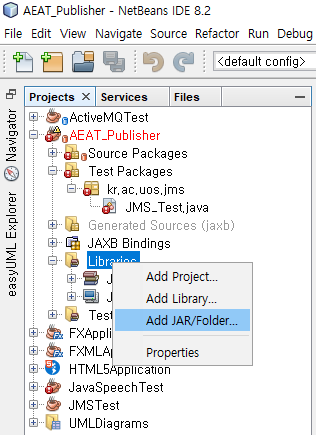 AEAT_Publisher - NetBeans IDE 8.2
File Edit View Navigate Source Refactor Run Debug
<default config>
Projects × Services Files
Navigator
easyUML Explorer
ActiveMQTest
AEAT_Publisher
Source Packages
Test Packages
kr.ac.uos.jms
JMS_Test.java
Generated Sources (jaxb)
JAXB Bindings
Libraries
Add Project...
Add Library...
Add JAR/Folder...
Properties
J
J
Test
FXAppli
FXMLAp
HTML5Application
JavaSpeechTest
JMSTest
UMLDiagrams